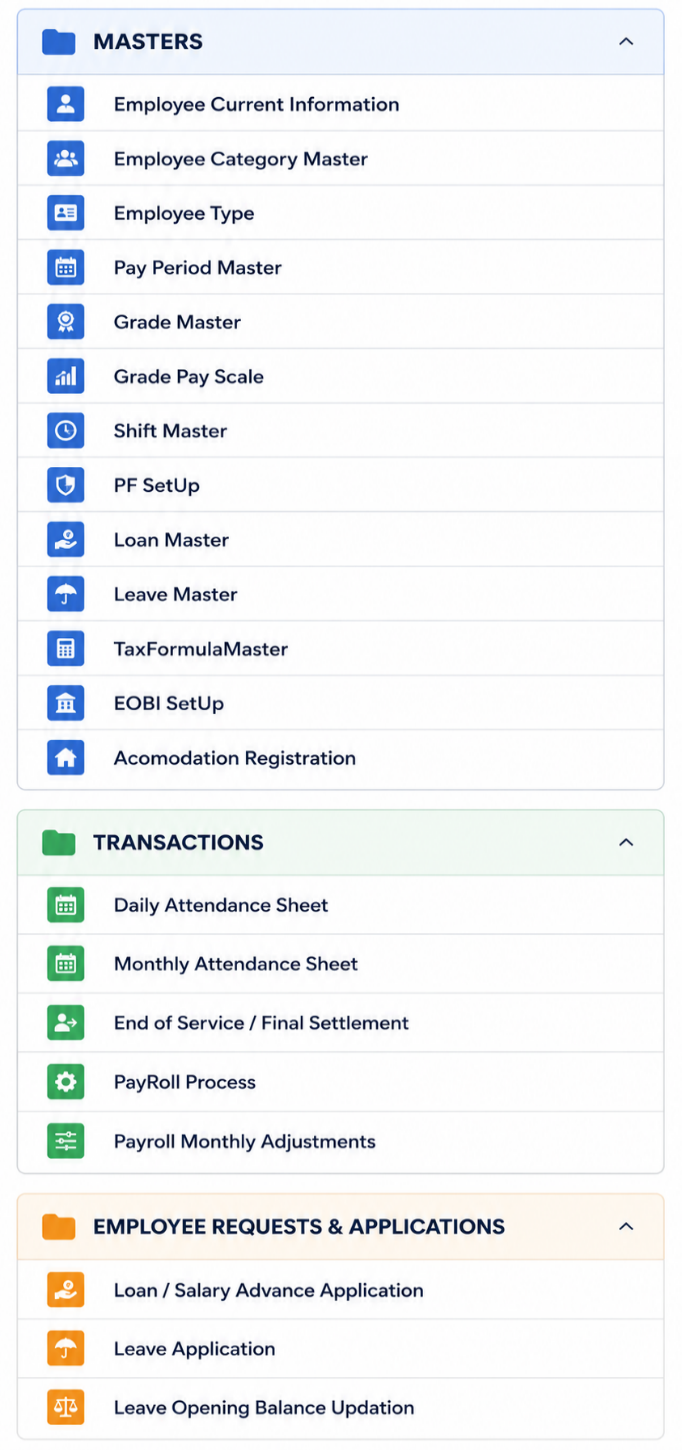 MASTERS
Employee Current Information
Employee Category Master
Employee Type
Pay Period Master
Grade Master
Grade Pay Scale
Shift Master
PF SetUp
Loan Master
Leave Master
TaxFormulaMaster
EOBI SetUp
Acomodation Registration
TRANSACTIONS
Daily Attendance Sheet
Monthly Attendance Sheet
End of Service / Final Settlement
PayRoll Process
Payroll Monthly Adjustments
EMPLOYEE REQUESTS & APPLICATIONS
Loan / Salary Advance Application
Leave Application
Leave Opening Balance Updation